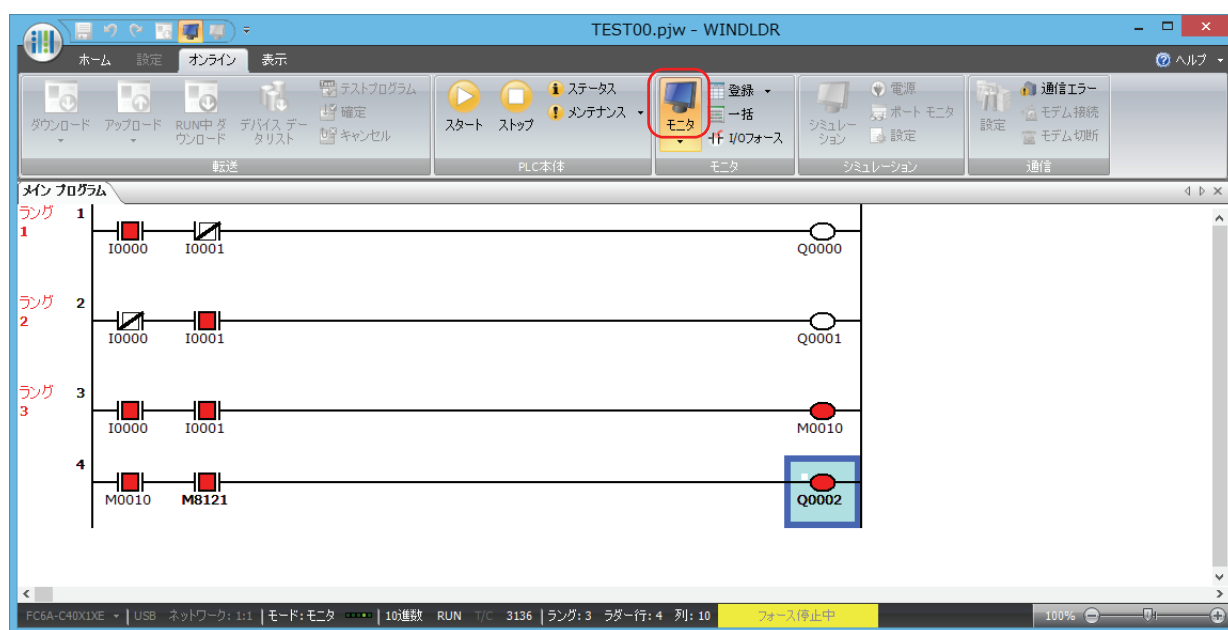 TEST00.pjw - WINDLDR
ホーム 設定 オンライン 表示 ヘルプ
ダウンロード アップロード RUN中 ダウンロード デバイス データリスト テストプログラム 確定 キャンセル
スタート ストップ ステータス メンテナンス
モニタ 登録 一括 I/Oフォース
シミュレーション 電源 ポート モニタ 設定
設定 通信エラー モデム接続 モデム切断
転送 PLC本体 モニタ シミュレーション 通信
メイン プログラム
ラング 1
1
I0000 I0001 Q0000
ラング 2
2
I0000 I0001 Q0001
ラング 3
3
I0000 I0001 M0010
4
M0010 M8121 Q0002
FC6A-C40X1XE USB ネットワーク: 1:1 モード: モニタ 10進数 RUN T/C 3136 ラング: 3 ラダー行: 4 列: 10 フォース停止中 100%